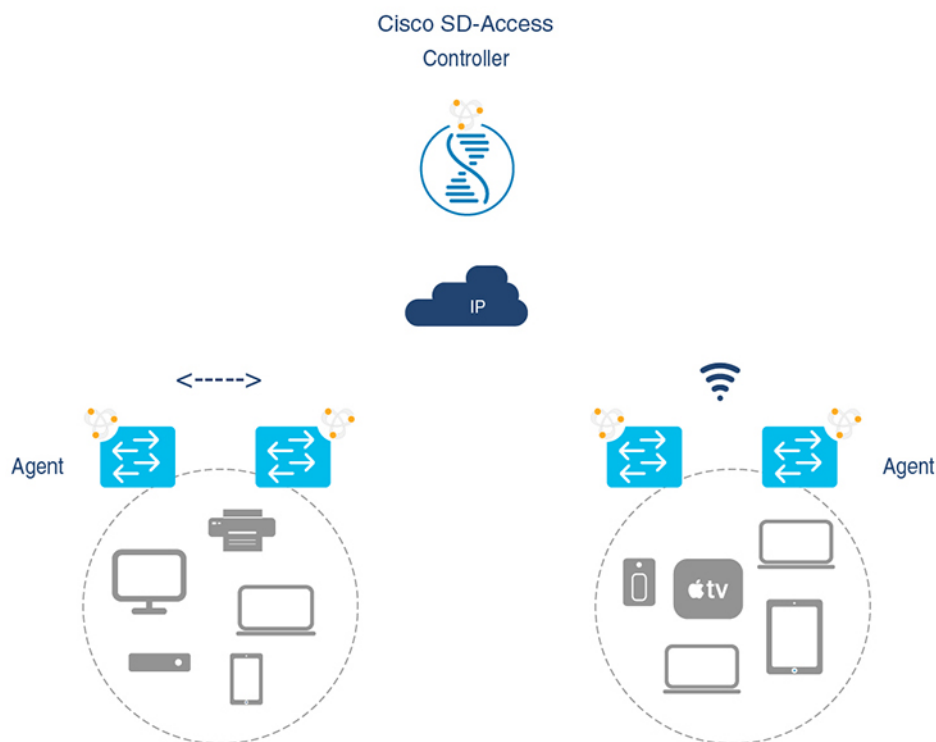 Cisco SD-Access
Controller
IP
<----->
Agent
Agent
tv